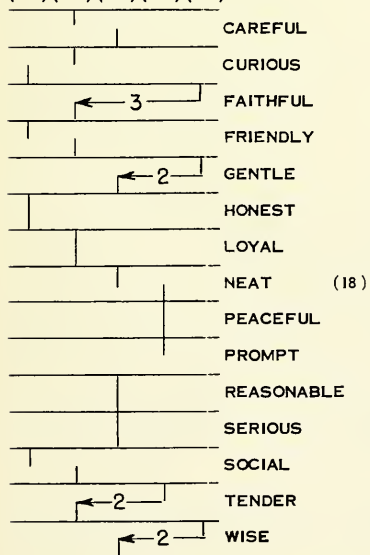 CAREFUL
CURIOUS
3 FAITHFUL
FRIENDLY
2 GENTLE
HONEST
LOYAL
NEAT (18)
PEACEFUL
PROMPT
REASONABLE
SERIOUS
SOCIAL
2 TENDER
2 WISE